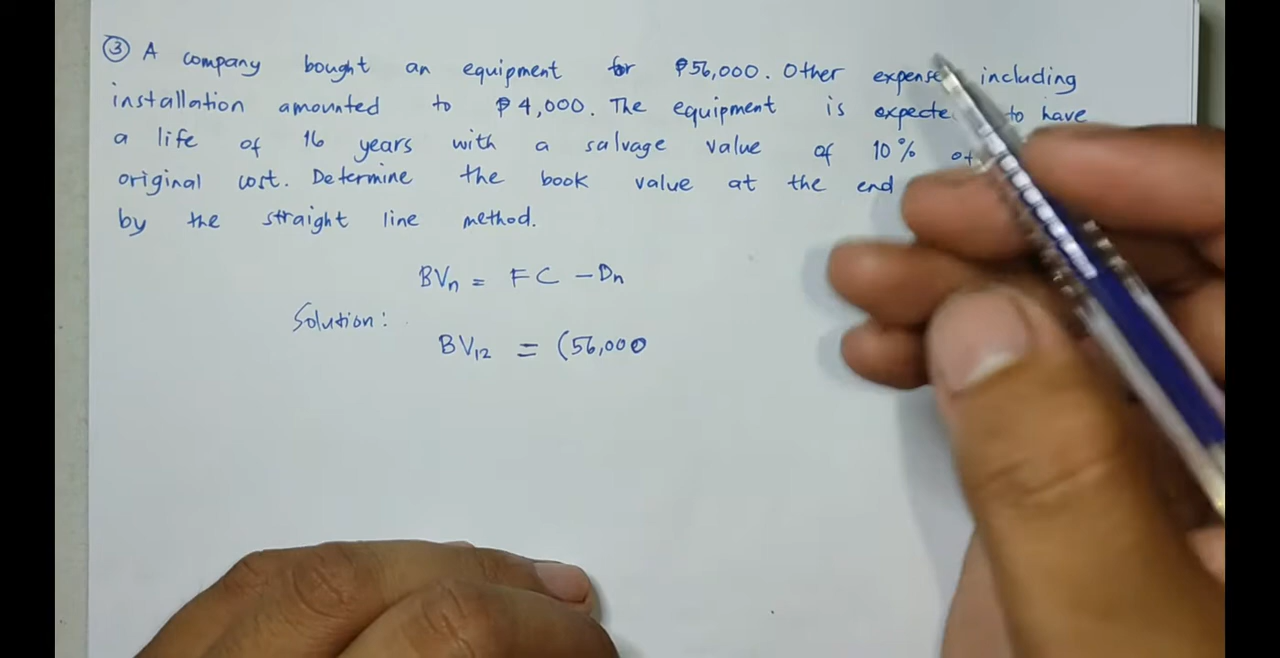 ③ A company bought an equipment for ₱56,000. Other expense including
installation amounted to ₱4,000. The equipment is expecte to have
a life of 16 years with a salvage value of 10% of
original cost. Determine the book value at the end
by the straight line method.
BVn = FC - Dn
Solution:
BV12 = (56,000